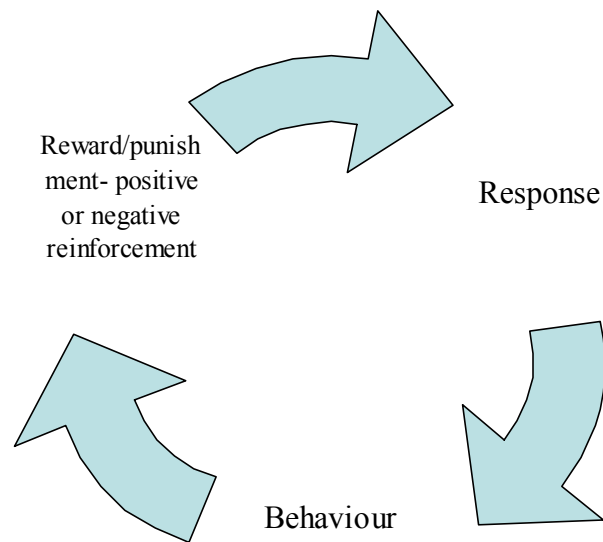 Reward/punish
ment- positive
or negative
reinforcement
Response
Behaviour